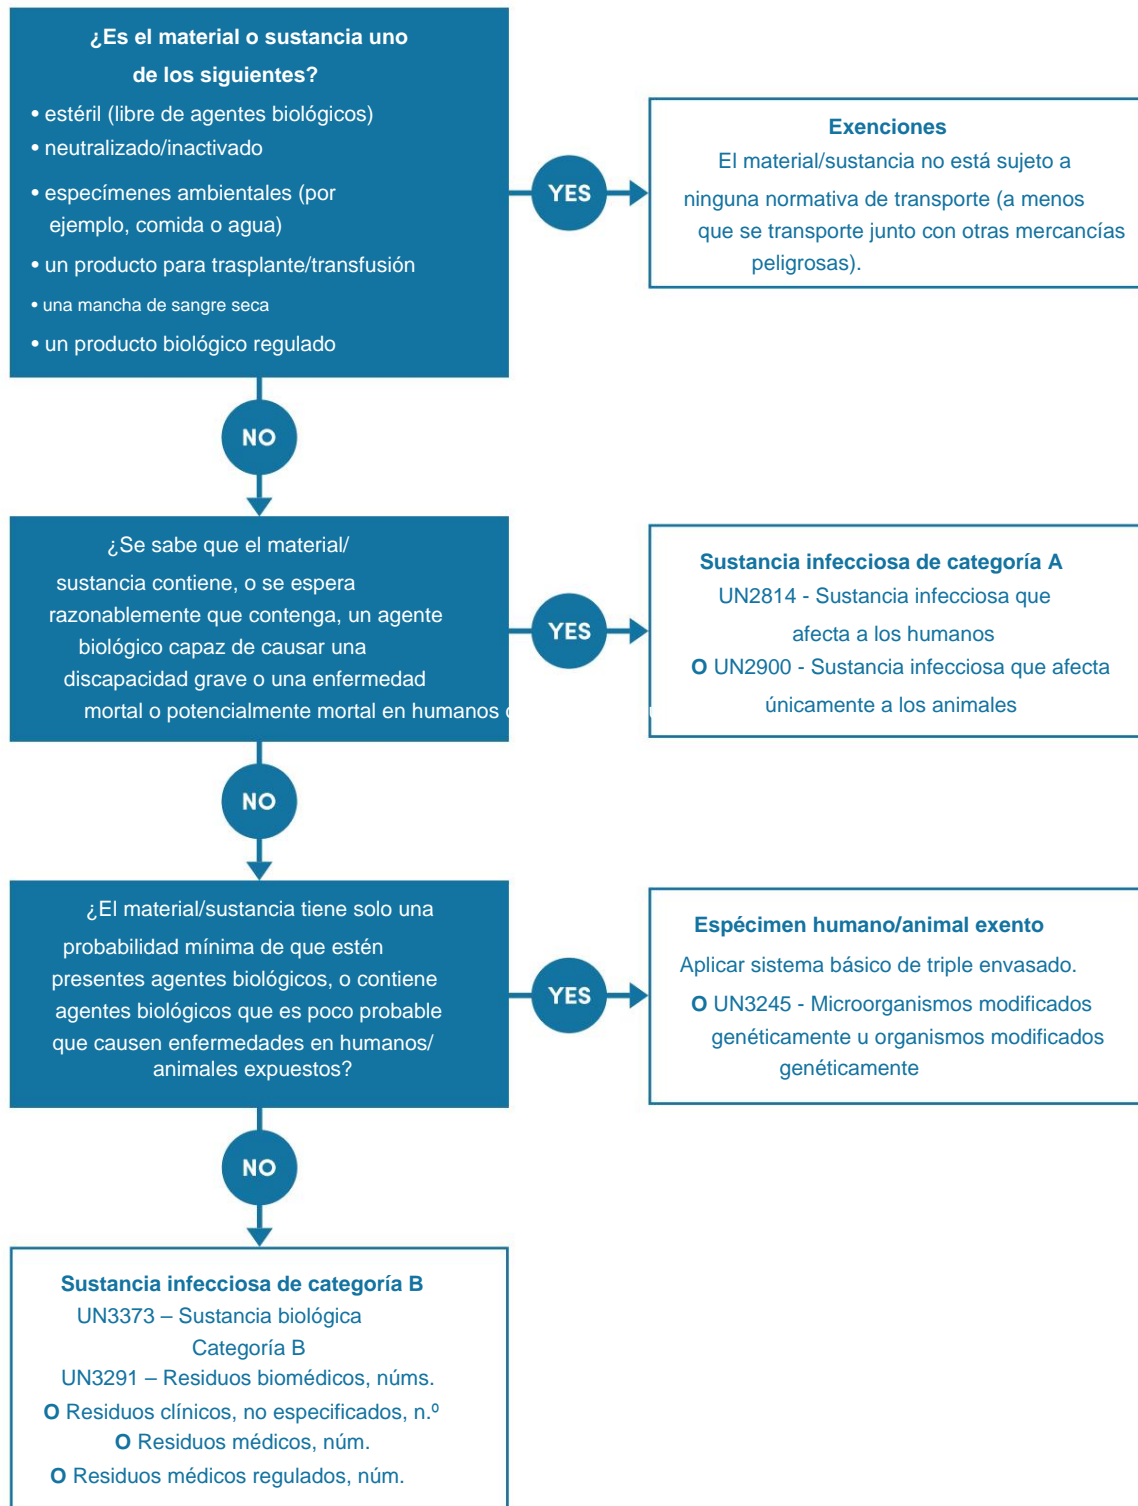 ¿Es el material o sustancia uno
de los siguientes?
• estéril (libre de agentes biológicos)
• neutralizado/inactivado
• especímenes ambientales (por
ejemplo, comida o agua)
• un producto para trasplante/transfusión
• una mancha de sangre seca
• un producto biológico regulado
YES
Exenciones
El material/sustancia no está sujeto a
ninguna normativa de transporte (a menos
que se transporte junto con otras mercancías
peligrosas).
NO
¿Se sabe que el material/
sustancia contiene, o se espera
razonablemente que contenga, un agente
biológico capaz de causar una
discapacidad grave o una enfermedad
mortal o potencialmente mortal en humanos
YES
Sustancia infecciosa de categoría A
UN2814 - Sustancia infecciosa que
afecta a los humanos
O UN2900 - Sustancia infecciosa que afecta
únicamente a los animales
NO
¿El material/sustancia tiene solo una
probabilidad mínima de que estén
presentes agentes biológicos, o contiene
agentes biológicos que es poco probable
que causen enfermedades en humanos/
animales expuestos?
YES
Espécimen humano/animal exento
Aplicar sistema básico de triple envasado.
O UN3245 - Microorganismos modificados
genéticamente u organismos modificados
genéticamente
NO
Sustancia infecciosa de categoría B
UN3373 – Sustancia biológica
Categoría B
UN3291 – Residuos biomédicos, núms.
O Residuos clínicos, no especificados, n.º
O Residuos médicos, núm.
O Residuos médicos regulados, núm.